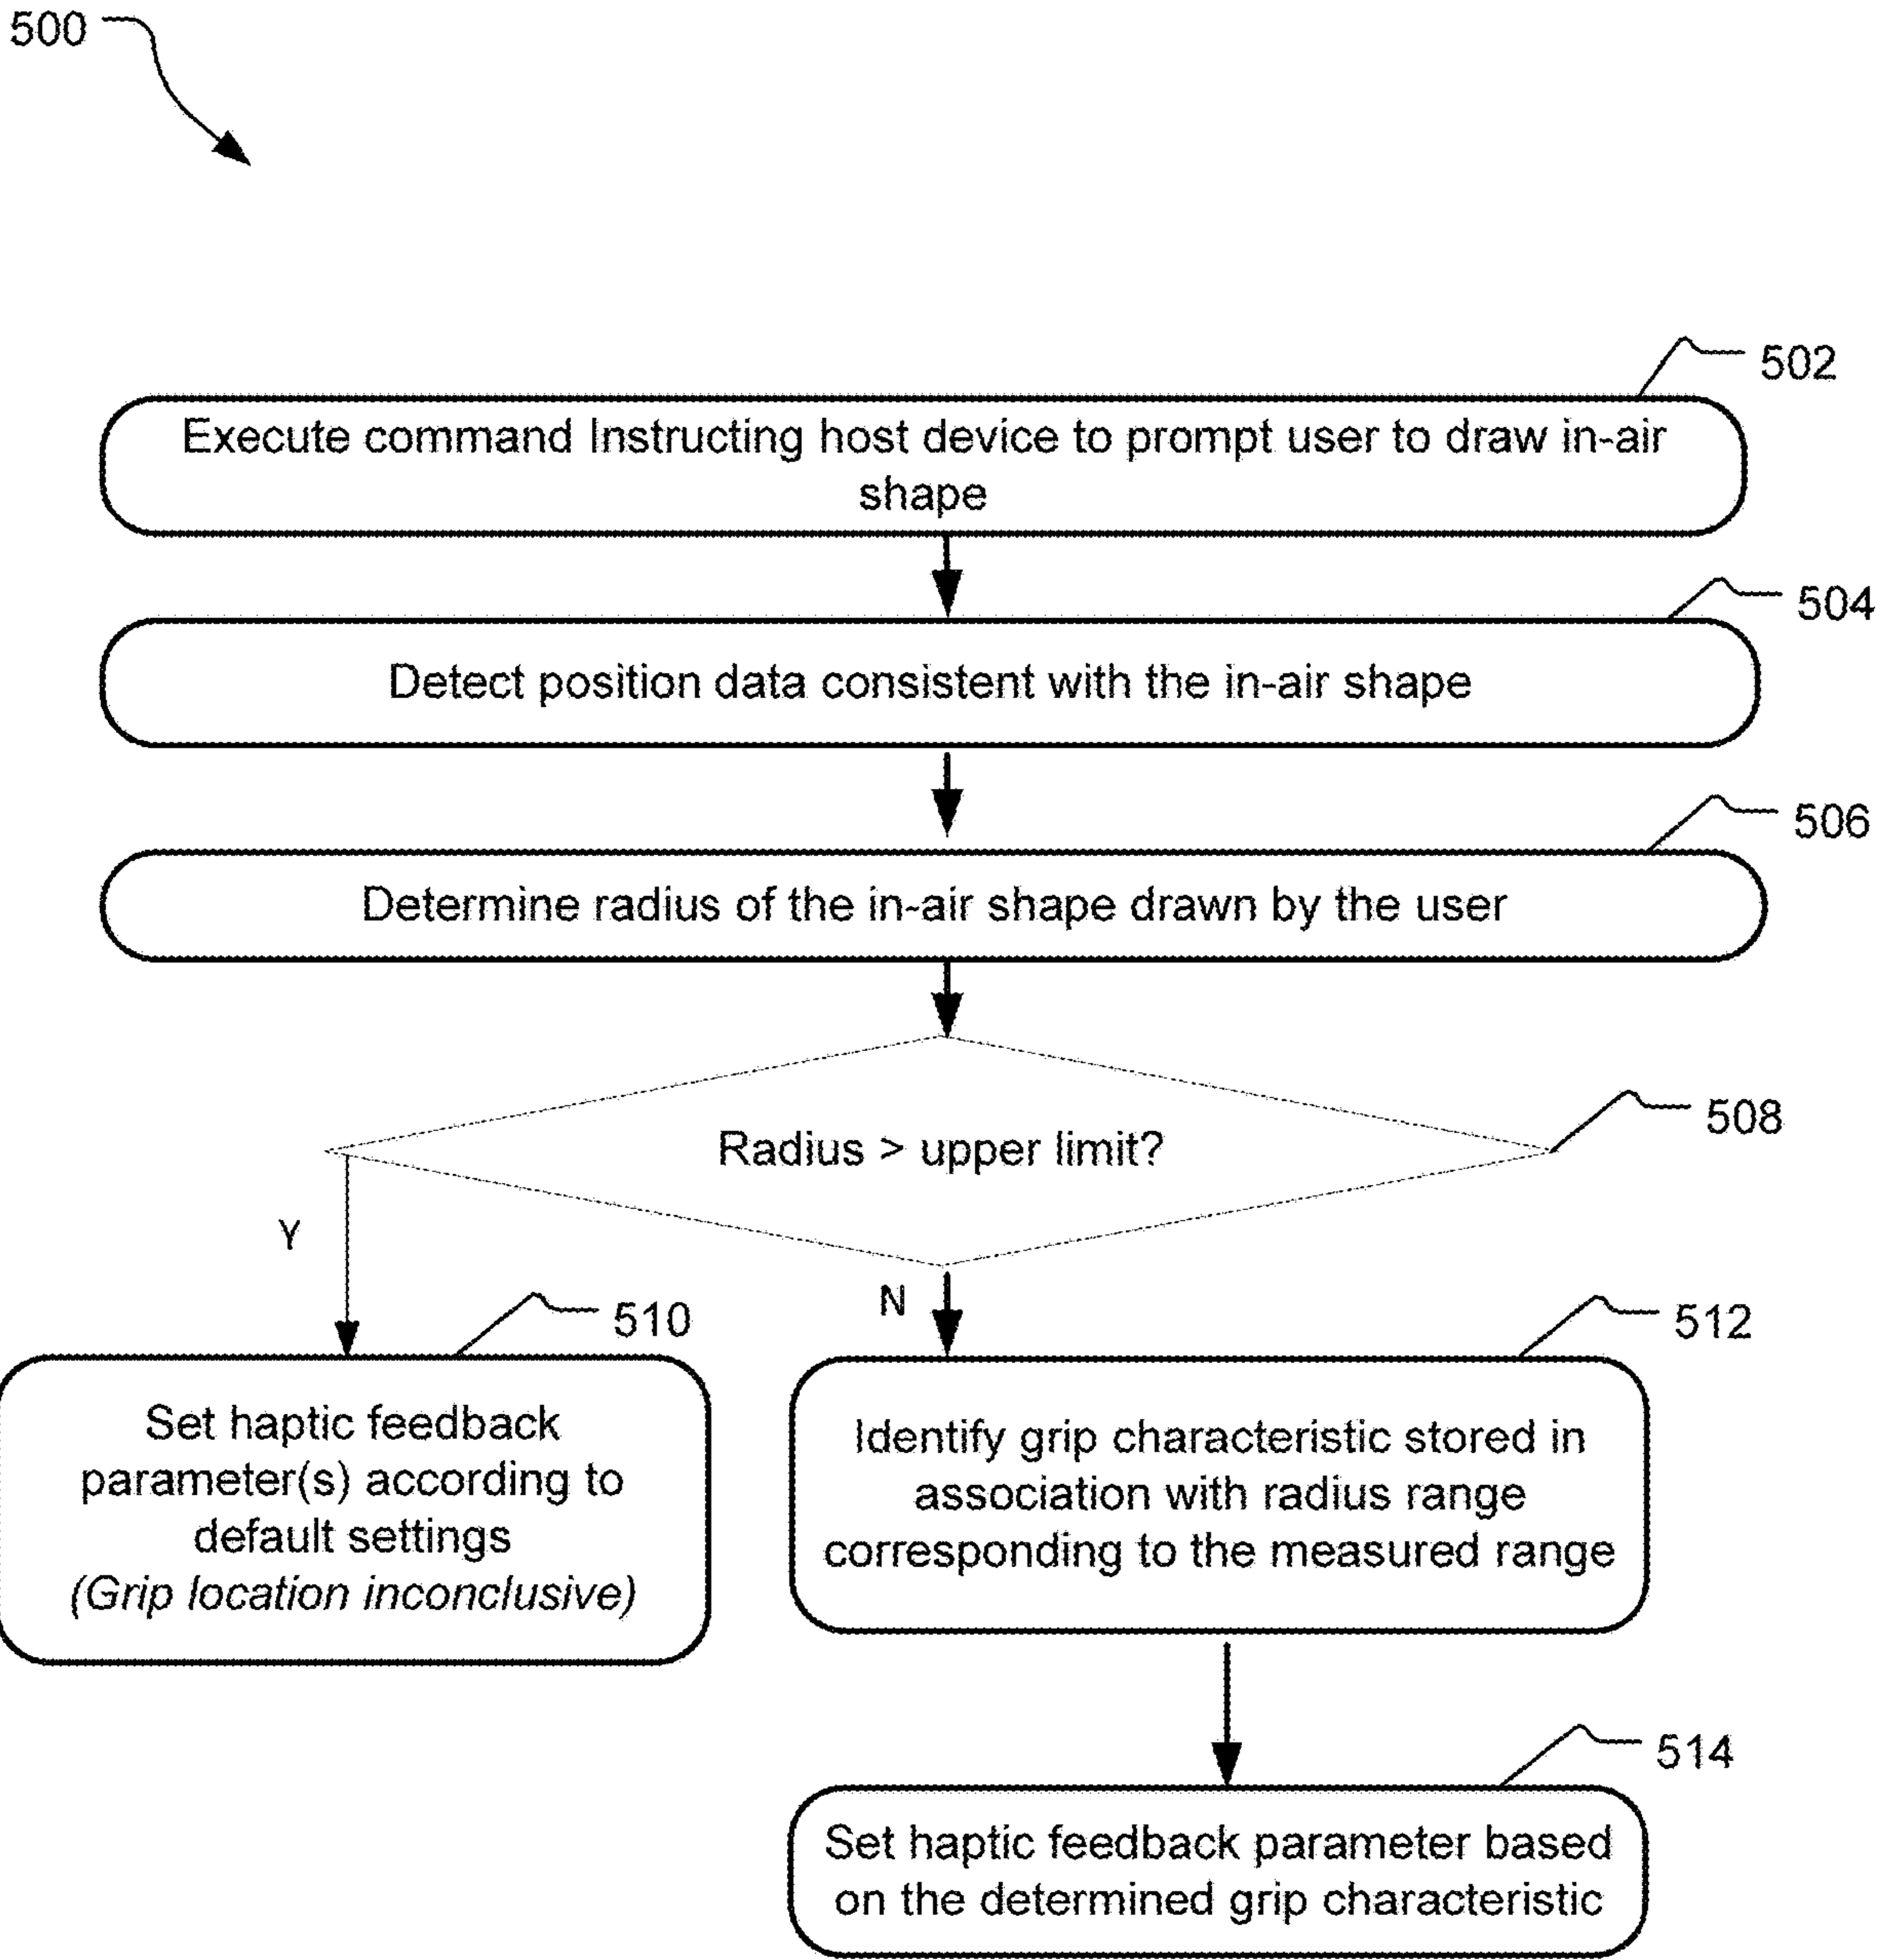 500
502
Execute command Instructing host device to prompt user to draw in-air
shape
504
Detect position data consistent with the in-air shape
506
Determine radius of the in-air shape drawn by the user
508
Radius > upper limit?
Y
N
510
Set haptic feedback
parameter(s) according to
default settings
(Grip location inconclusive)
512
Identify grip characteristic stored in
association with radius range
corresponding to the measured range
514
Set haptic feedback parameter based
on the determined grip characteristic